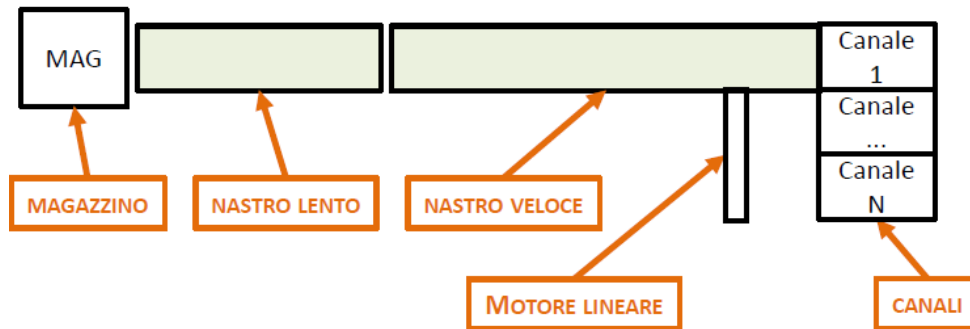 MAG
Canale
1
Canale
...
Canale
N
MAGAZZINO
NASTRO LENTO
NASTRO VELOCE
MOTORE LINEARE
CANALI